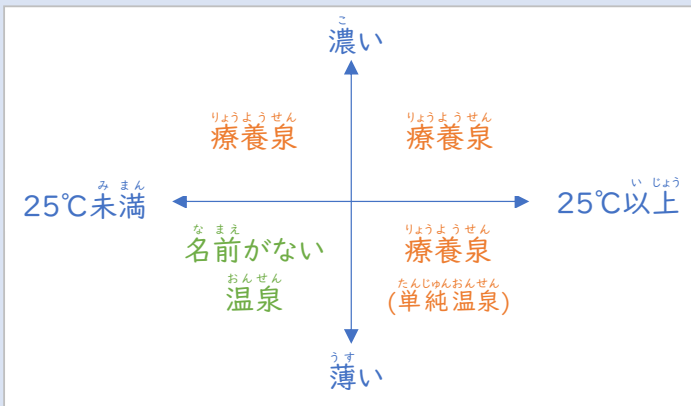 こ
濃い
りょうようせん
療養泉
りょうようせん
療養泉
み まん
25℃未満
い じょう
25℃以上
な まえ
名前がない
おんせん
温泉
りょうようせん
療養泉
たんじゅんおんせん
(単純温泉)
うす
薄い